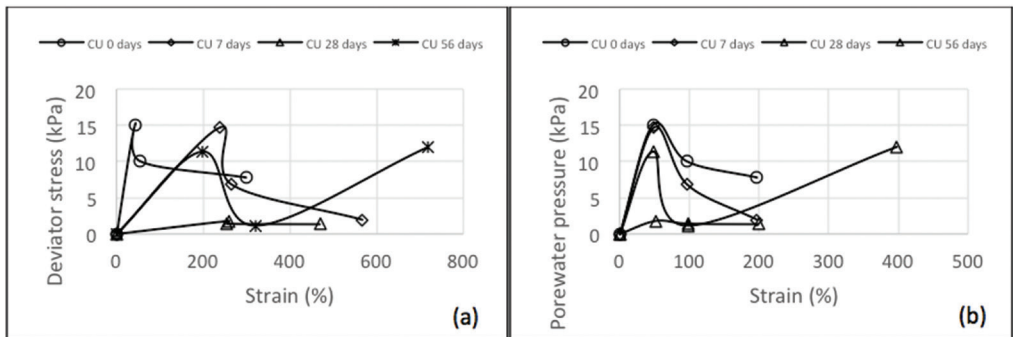 CU 0 days CU 7 days CU 28 days CU 56 days
Deviator stress (kPa)
20
15
10
5
0
0 200 400 600 800
Strain (%)
(a)
CU 0 days CU 7 days CU 28 days CU 56 days
Porewater pressure (kPa)
20
15
10
5
0
0 100 200 300 400 500
Strain (%)
(b)